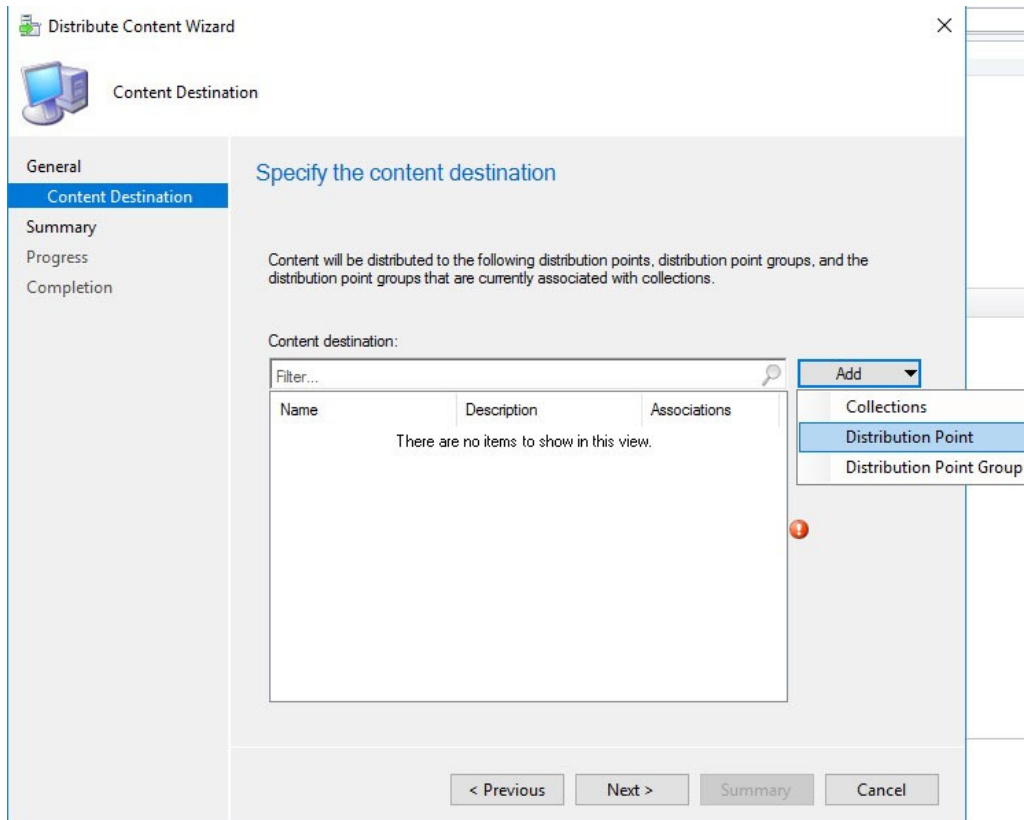 Distribute Content Wizard
Content Destination
General
Content Destination
Summary
Progress
Completion
Specify the content destination
Content will be distributed to the following distribution points, distribution point groups, and the
distribution point groups that are currently associated with collections.
Content destination:
Filter...
Add
Name Description Associations
There are no items to show in this view.
Collections
Distribution Point
Distribution Point Group
< Previous Next > Summary Cancel